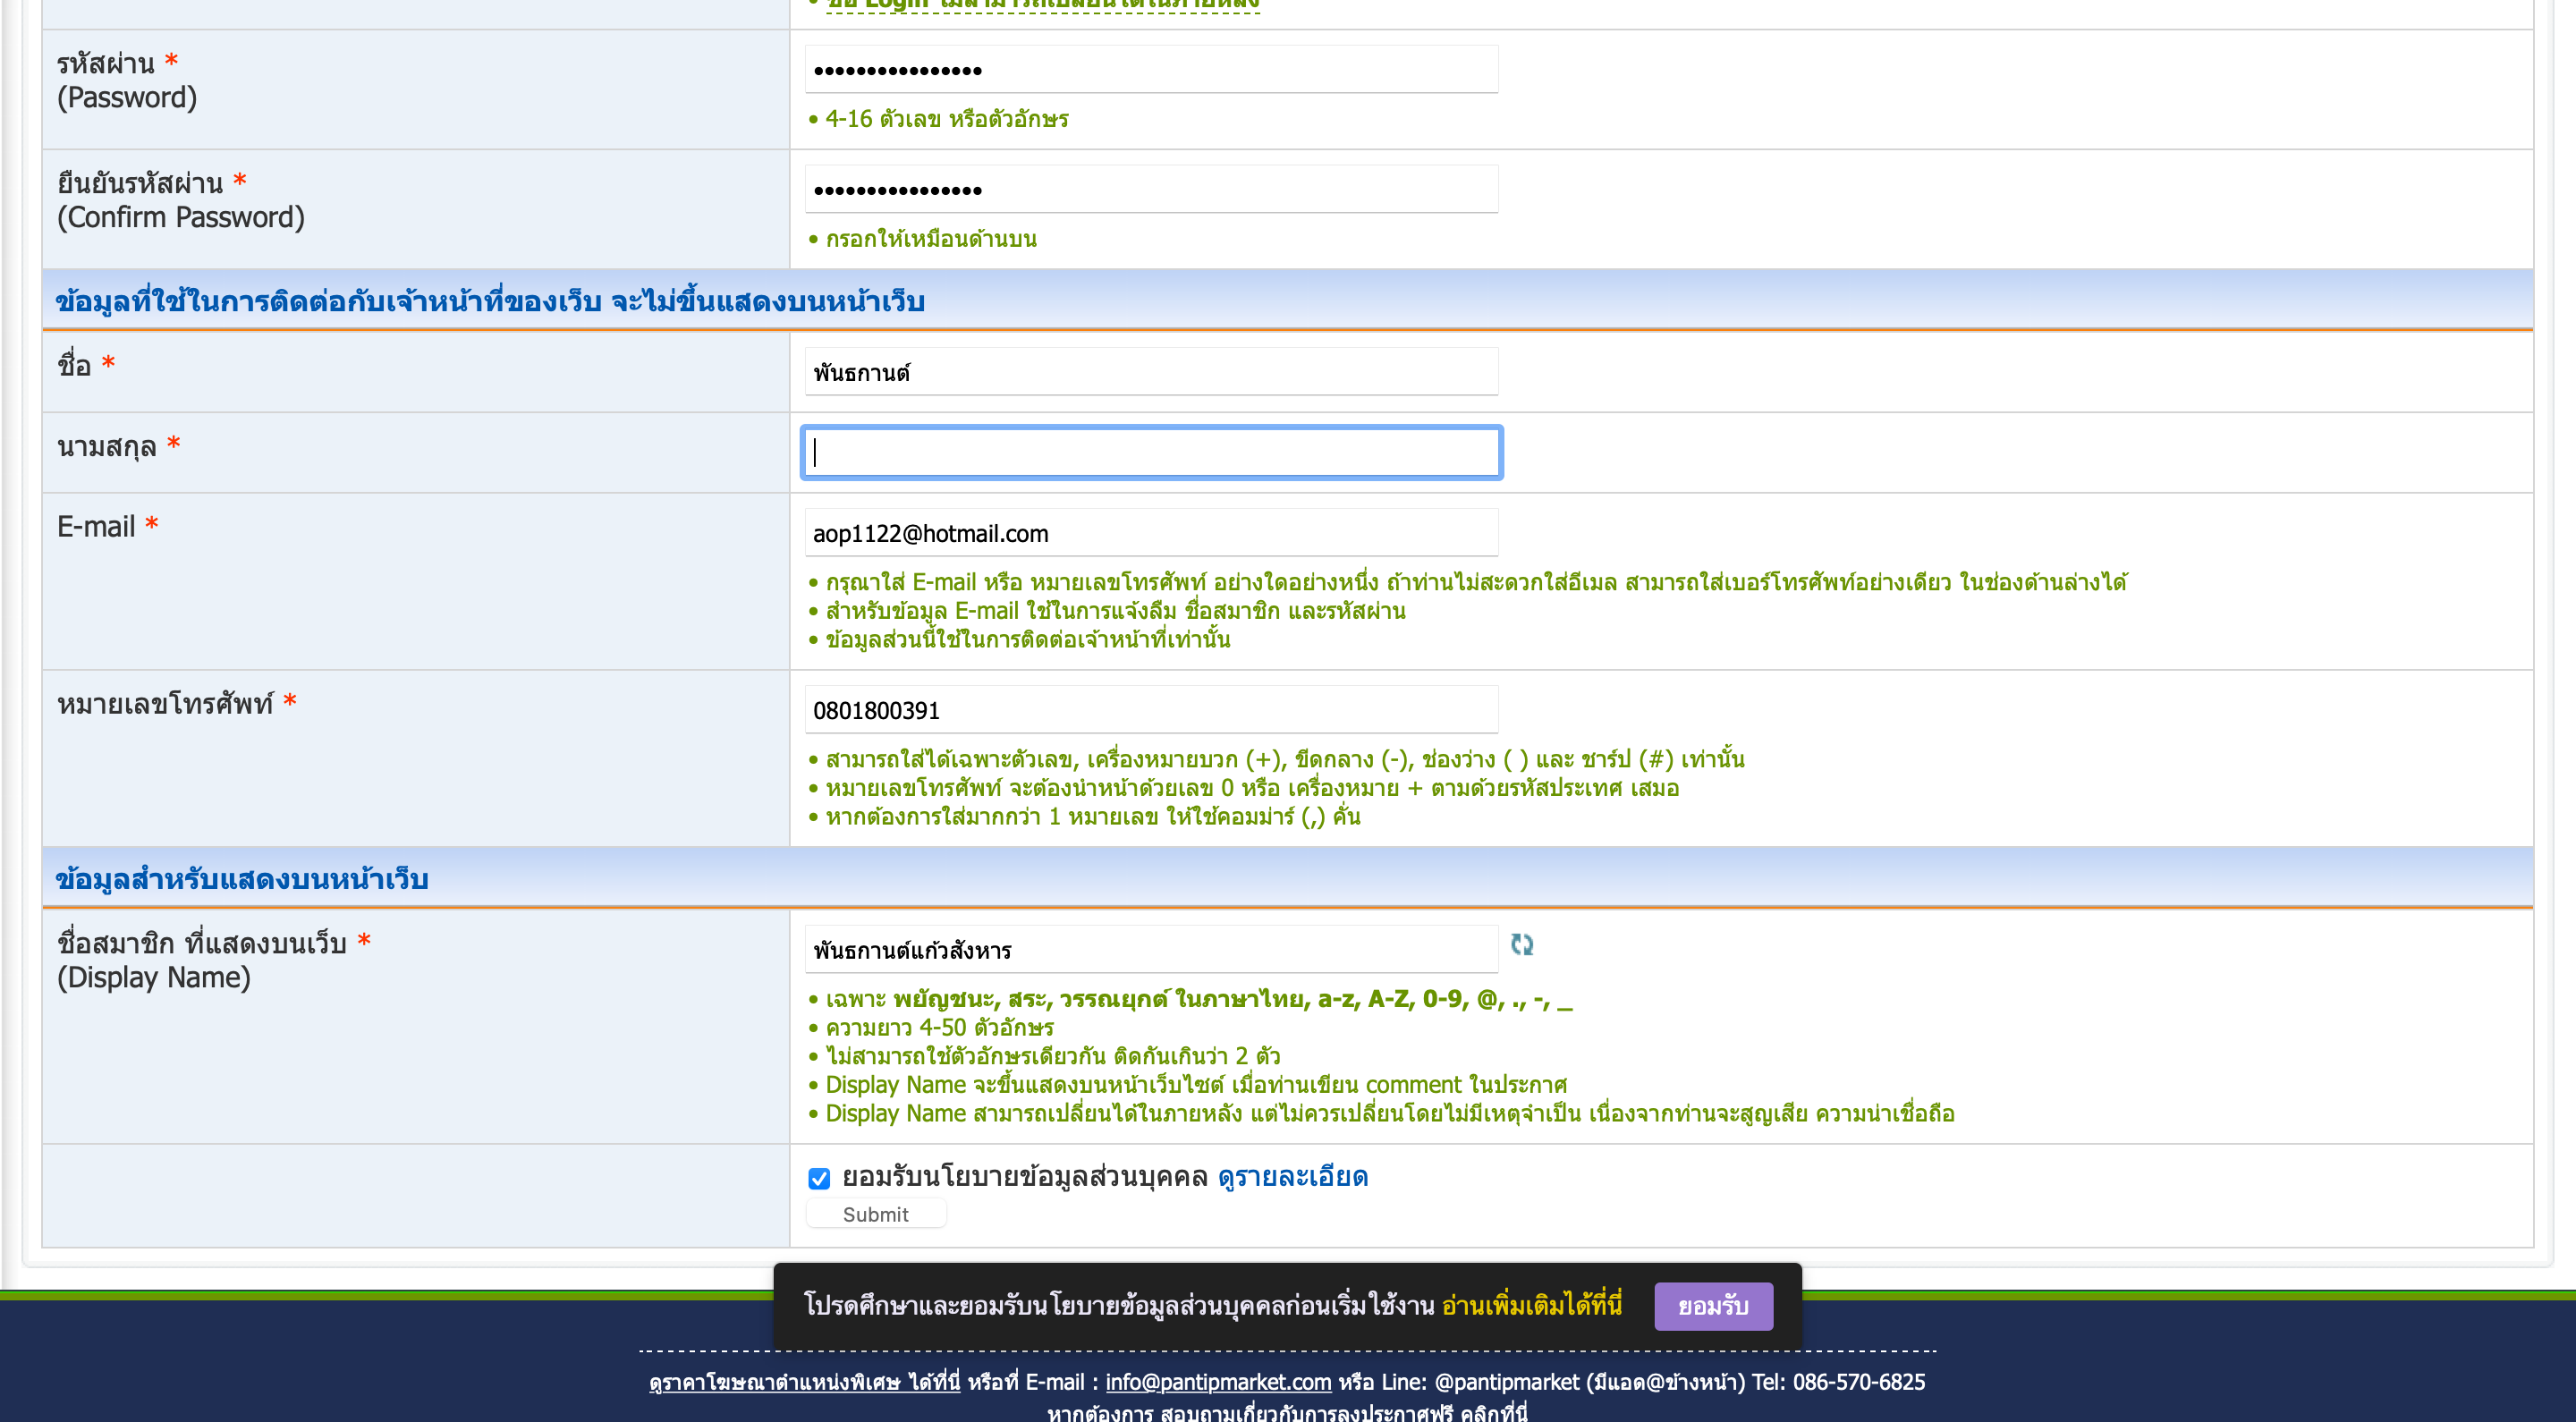 • ชื่อ Login ไม่สามารถเปลี่ยนได้ในภายหลัง
รหัสผ่าน *
(Password)
••••••••••••••••
• 4-16 ตัวเลข หรือตัวอักษร
ยืนยันรหัสผ่าน *
(Confirm Password)
••••••••••••••••
• กรอกให้เหมือนด้านบน
ข้อมูลที่ใช้ในการติดต่อกับเจ้าหน้าที่ของเว็บ จะไม่ขึ้นแสดงบนหน้าเว็บ
ชื่อ *
พันธกานต์
นามสกุล *
E-mail *
aop1122@hotmail.com
• กรุณาใส่ E-mail หรือ หมายเลขโทรศัพท์ อย่างใดอย่างหนึ่ง ถ้าท่านไม่สะดวกใส่อีเมล สามารถใส่เบอร์โทรศัพท์อย่างเดียว ในช่องด้านล่างได้
• สำหรับข้อมูล E-mail ใช้ในการแจ้งลืม ชื่อสมาชิก และรหัสผ่าน
• ข้อมูลส่วนนี้ใช้ในการติดต่อเจ้าหน้าที่เท่านั้น
หมายเลขโทรศัพท์ *
0801800391
• สามารถใส่ได้เฉพาะตัวเลข, เครื่องหมายบวก (+), ขีดกลาง (-), ช่องว่าง ( ) และ ชาร์ป (#) เท่านั้น
• หมายเลขโทรศัพท์ จะต้องนำหน้าด้วยเลข 0 หรือ เครื่องหมาย + ตามด้วยรหัสประเทศ เสมอ
• หากต้องการใส่มากกว่า 1 หมายเลข ให้ใช้คอมม่าร์ (,) คั่น
ข้อมูลสำหรับแสดงบนหน้าเว็บ
ชื่อสมาชิก ที่แสดงบนเว็บ *
(Display Name)
พันธกานต์แก้วสังหาร
• เฉพาะ พยัญชนะ, สระ, วรรณยุกต์ ในภาษาไทย, a-z, A-Z, 0-9, @, ., -, _
• ความยาว 4-50 ตัวอักษร
• ไม่สามารถใช้ตัวอักษรเดียวกัน ติดกันเกินว่า 2 ตัว
• Display Name จะขึ้นแสดงบนหน้าเว็บไซต์ เมื่อท่านเขียน comment ในประกาศ
• Display Name สามารถเปลี่ยนได้ในภายหลัง แต่ไม่ควรเปลี่ยนโดยไม่มีเหตุจำเป็น เนื่องจากท่านจะสูญเสีย ความน่าเชื่อถือ
ยอมรับนโยบายข้อมูลส่วนบุคคล ดูรายละเอียด
Submit
โปรดศึกษาและยอมรับนโยบายข้อมูลส่วนบุคคลก่อนเริ่มใช้งาน อ่านเพิ่มเติมได้ที่นี่ ยอมรับ
ดูราคาโฆษณาตำแหน่งพิเศษ ได้ที่นี่ หรือที่ E-mail : info@pantipmarket.com หรือ Line: @pantipmarket (มีแอด@ข้างหน้า) Tel: 086-570-6825
หากต้องการ สอบถามเกี่ยวกับการลงประกาศฟรี คลิกที่นี่